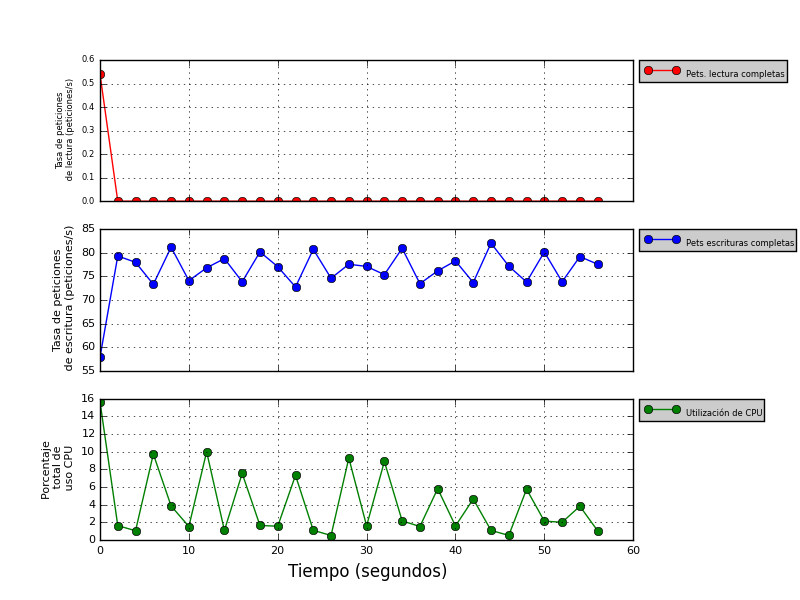 Tasa de peticiones
de lectura (peticiones/s)
0.6
0.5
0.4
0.3
0.2
0.1
0.0
Pets. lectura completas
Tasa de peticiones
de escritura (peticiones/s)
85
80
75
70
65
60
55
Pets escrituras completas
Porcentaje
total de
uso CPU
16
14
12
10
8
6
4
2
0
Utilización de CPU
0 10 20 30 40 50 60
Tiempo (segundos)